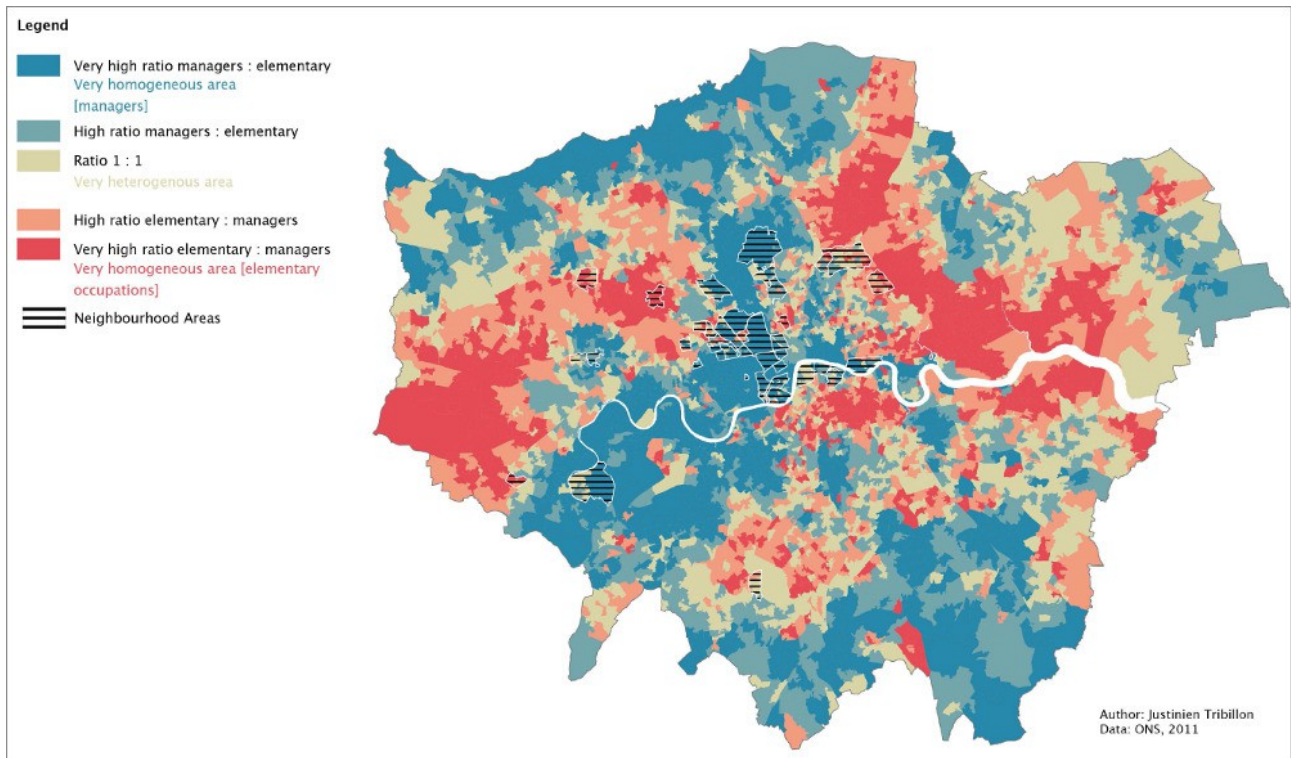 Legend
Very high ratio managers : elementary
Very homogeneous area
[managers]
High ratio managers : elementary
Ratio 1 : 1
Very heterogenous area
High ratio elementary : managers
Very high ratio elementary : managers
Very homogeneous area [elementary
occupations]
Neighbourhood Areas
Author: Justinien Tribillon
Data: ONS, 2011